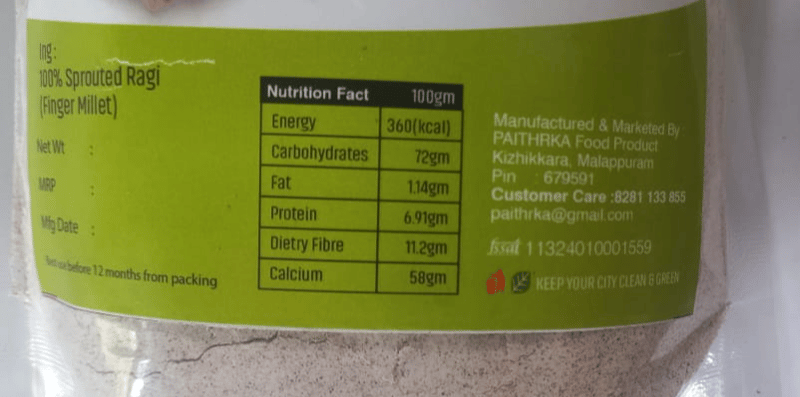 Ing :
100% Sprouted Ragi
(Finger Millet)
Net Wt :
MRP :
Mfg Date :
Best use before 12 months from packing
Nutrition Fact 100gm
Energy 360(kcal)
Carbohydrates 72gm
Fat 1.14gm
Protein 6.91gm
Dietry Fibre 11.2gm
Calcium 58gm
Manufactured & Marketed By :
PAITHRKA Food Product
Kizhikkara, Malappuram
Pin : 679591
Customer Care :8281 133 855
paithrka@gmail.com
fssai 11324010001559
KEEP YOUR CITY CLEAN & GREEN